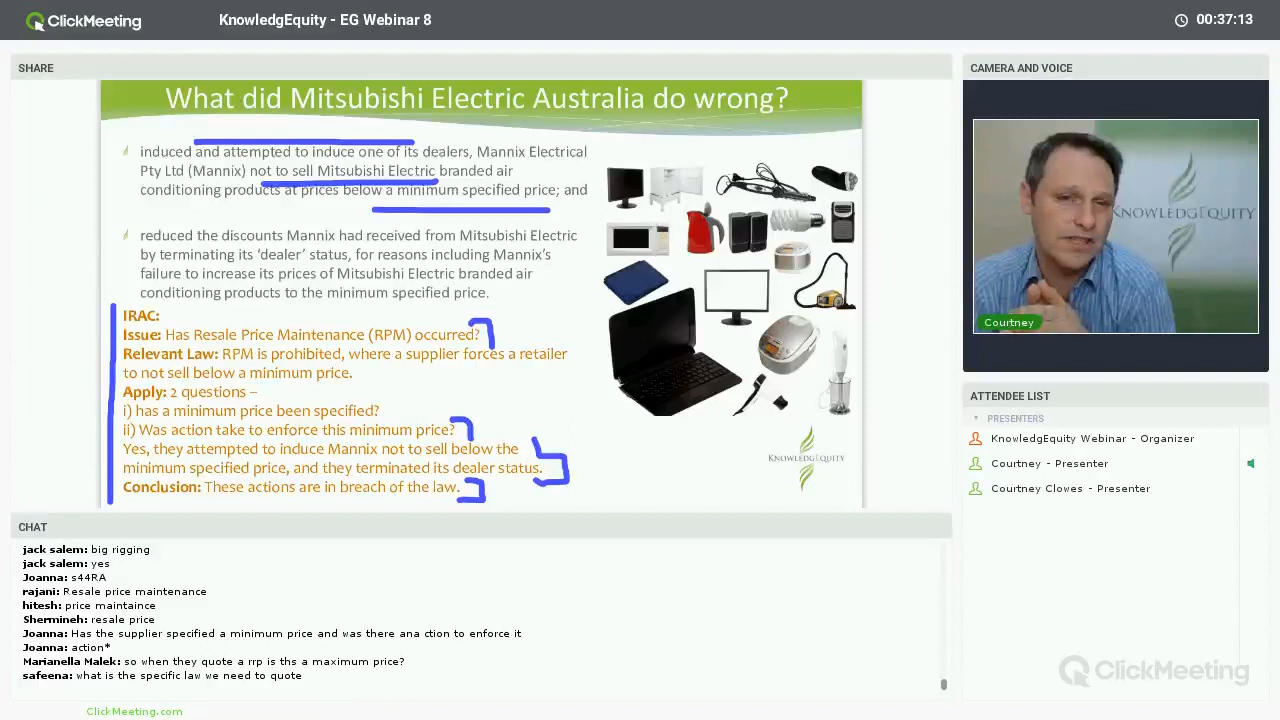 ClickMeeting
KnowledgEquity - EG Webinar 8
00:37:13
SHARE
What did Mitsubishi Electric Australia do wrong?
induced and attempted to induce one of its dealers, Mannix Electrical
Pty Ltd (Mannix) not to sell Mitsubishi Electric branded air
conditioning products at prices below a minimum specified price; and
reduced the discounts Mannix had received from Mitsubishi Electric
by terminating its 'dealer' status, for reasons including Mannix's
failure to increase its prices of Mitsubishi Electric branded air
conditioning products to the minimum specified price.
IRAC:
Issue: Has Resale Price Maintenance (RPM) occurred?
Relevant Law: RPM is prohibited, where a supplier forces a retailer
to not sell below a minimum price.
Apply: 2 questions –
i) has a minimum price been specified?
ii) Was action take to enforce this minimum price?
Yes, they attempted to induce Mannix not to sell below the
minimum specified price, and they terminated its dealer status.
Conclusion: These actions are in breach of the law.
KNOWLEDGEQUITY
CAMERA AND VOICE
KNOWLEDGEQUITY
Courtney
ATTENDEE LIST
PRESENTERS
KnowledgEquity Webinar - Organizer
Courtney - Presenter
Courtney Clowes - Presenter
CHAT
jack salem: big rigging
jack salem: yes
Joanna: s44RA
rajani: Resale price maintenance
hitesh: price maintaince
Shermineh: resale price
Joanna: Has the supplier specified a minimum price and was there ana ction to enforce it
Joanna: action*
Marianella Malek: so when they quote a rrp is ths a maximum price?
safeena: what is the specific law we need to quote
ClickMeeting
ClickMeeting.com